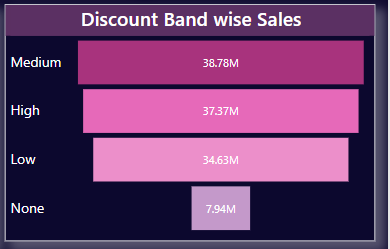 Discount Band wise Sales
Medium 38.78M
High 37.37M
Low 34.63M
None 7.94M